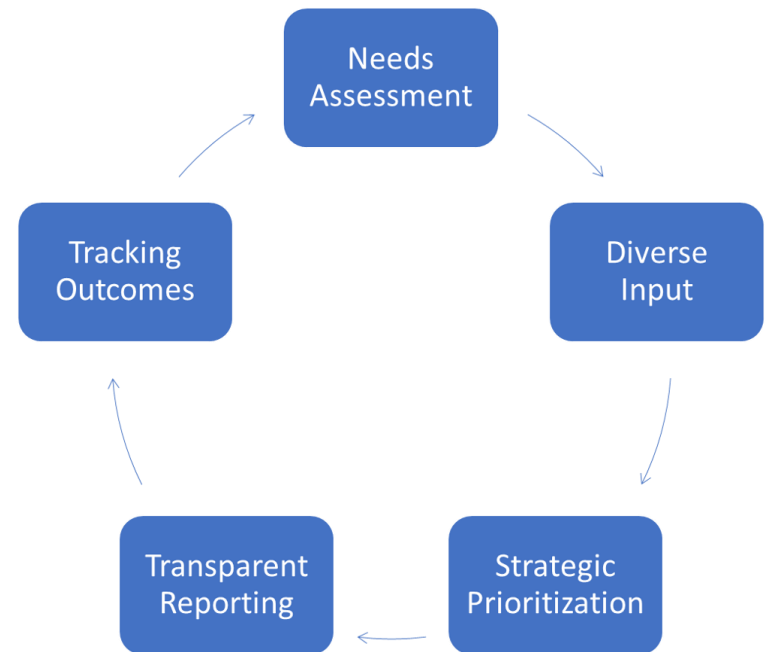 Needs
Assessment
Diverse
Input
Strategic
Prioritization
Transparent
Reporting
Tracking
Outcomes